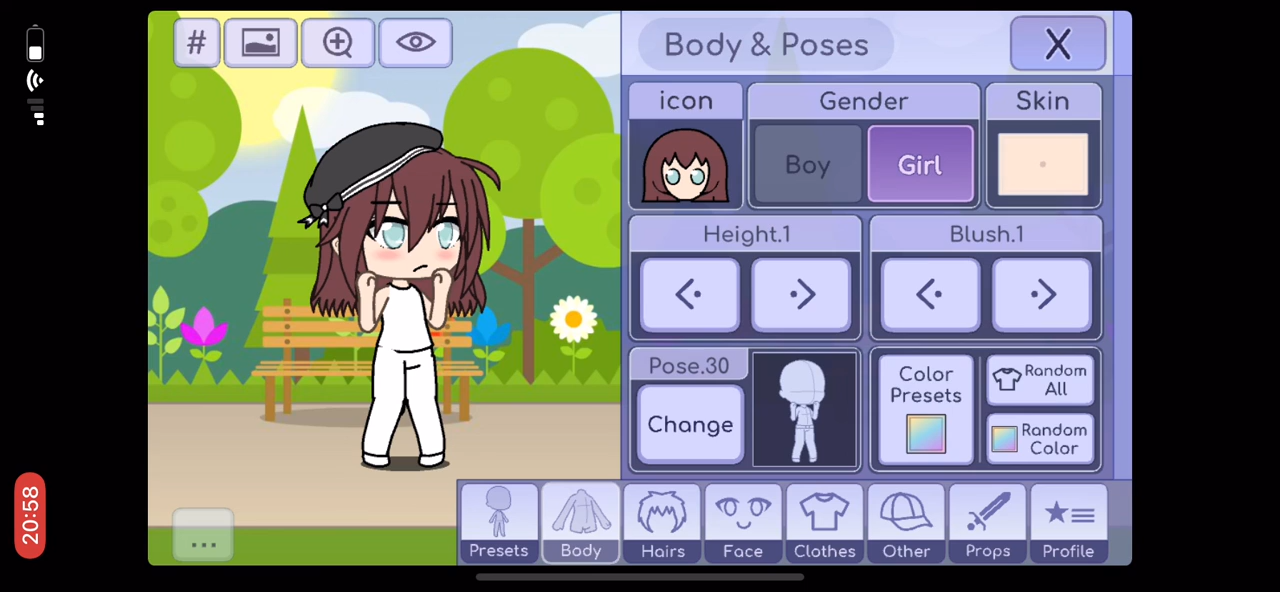 #
Body & Poses
X
icon
Gender
Skin
Boy
Girl
Height.1
Blush.1
Pose.30
Change
Color
Presets
Random
All
Random
Color
20:58
...
Presets
Body
Hairs
Face
Clothes
Other
Props
Profile